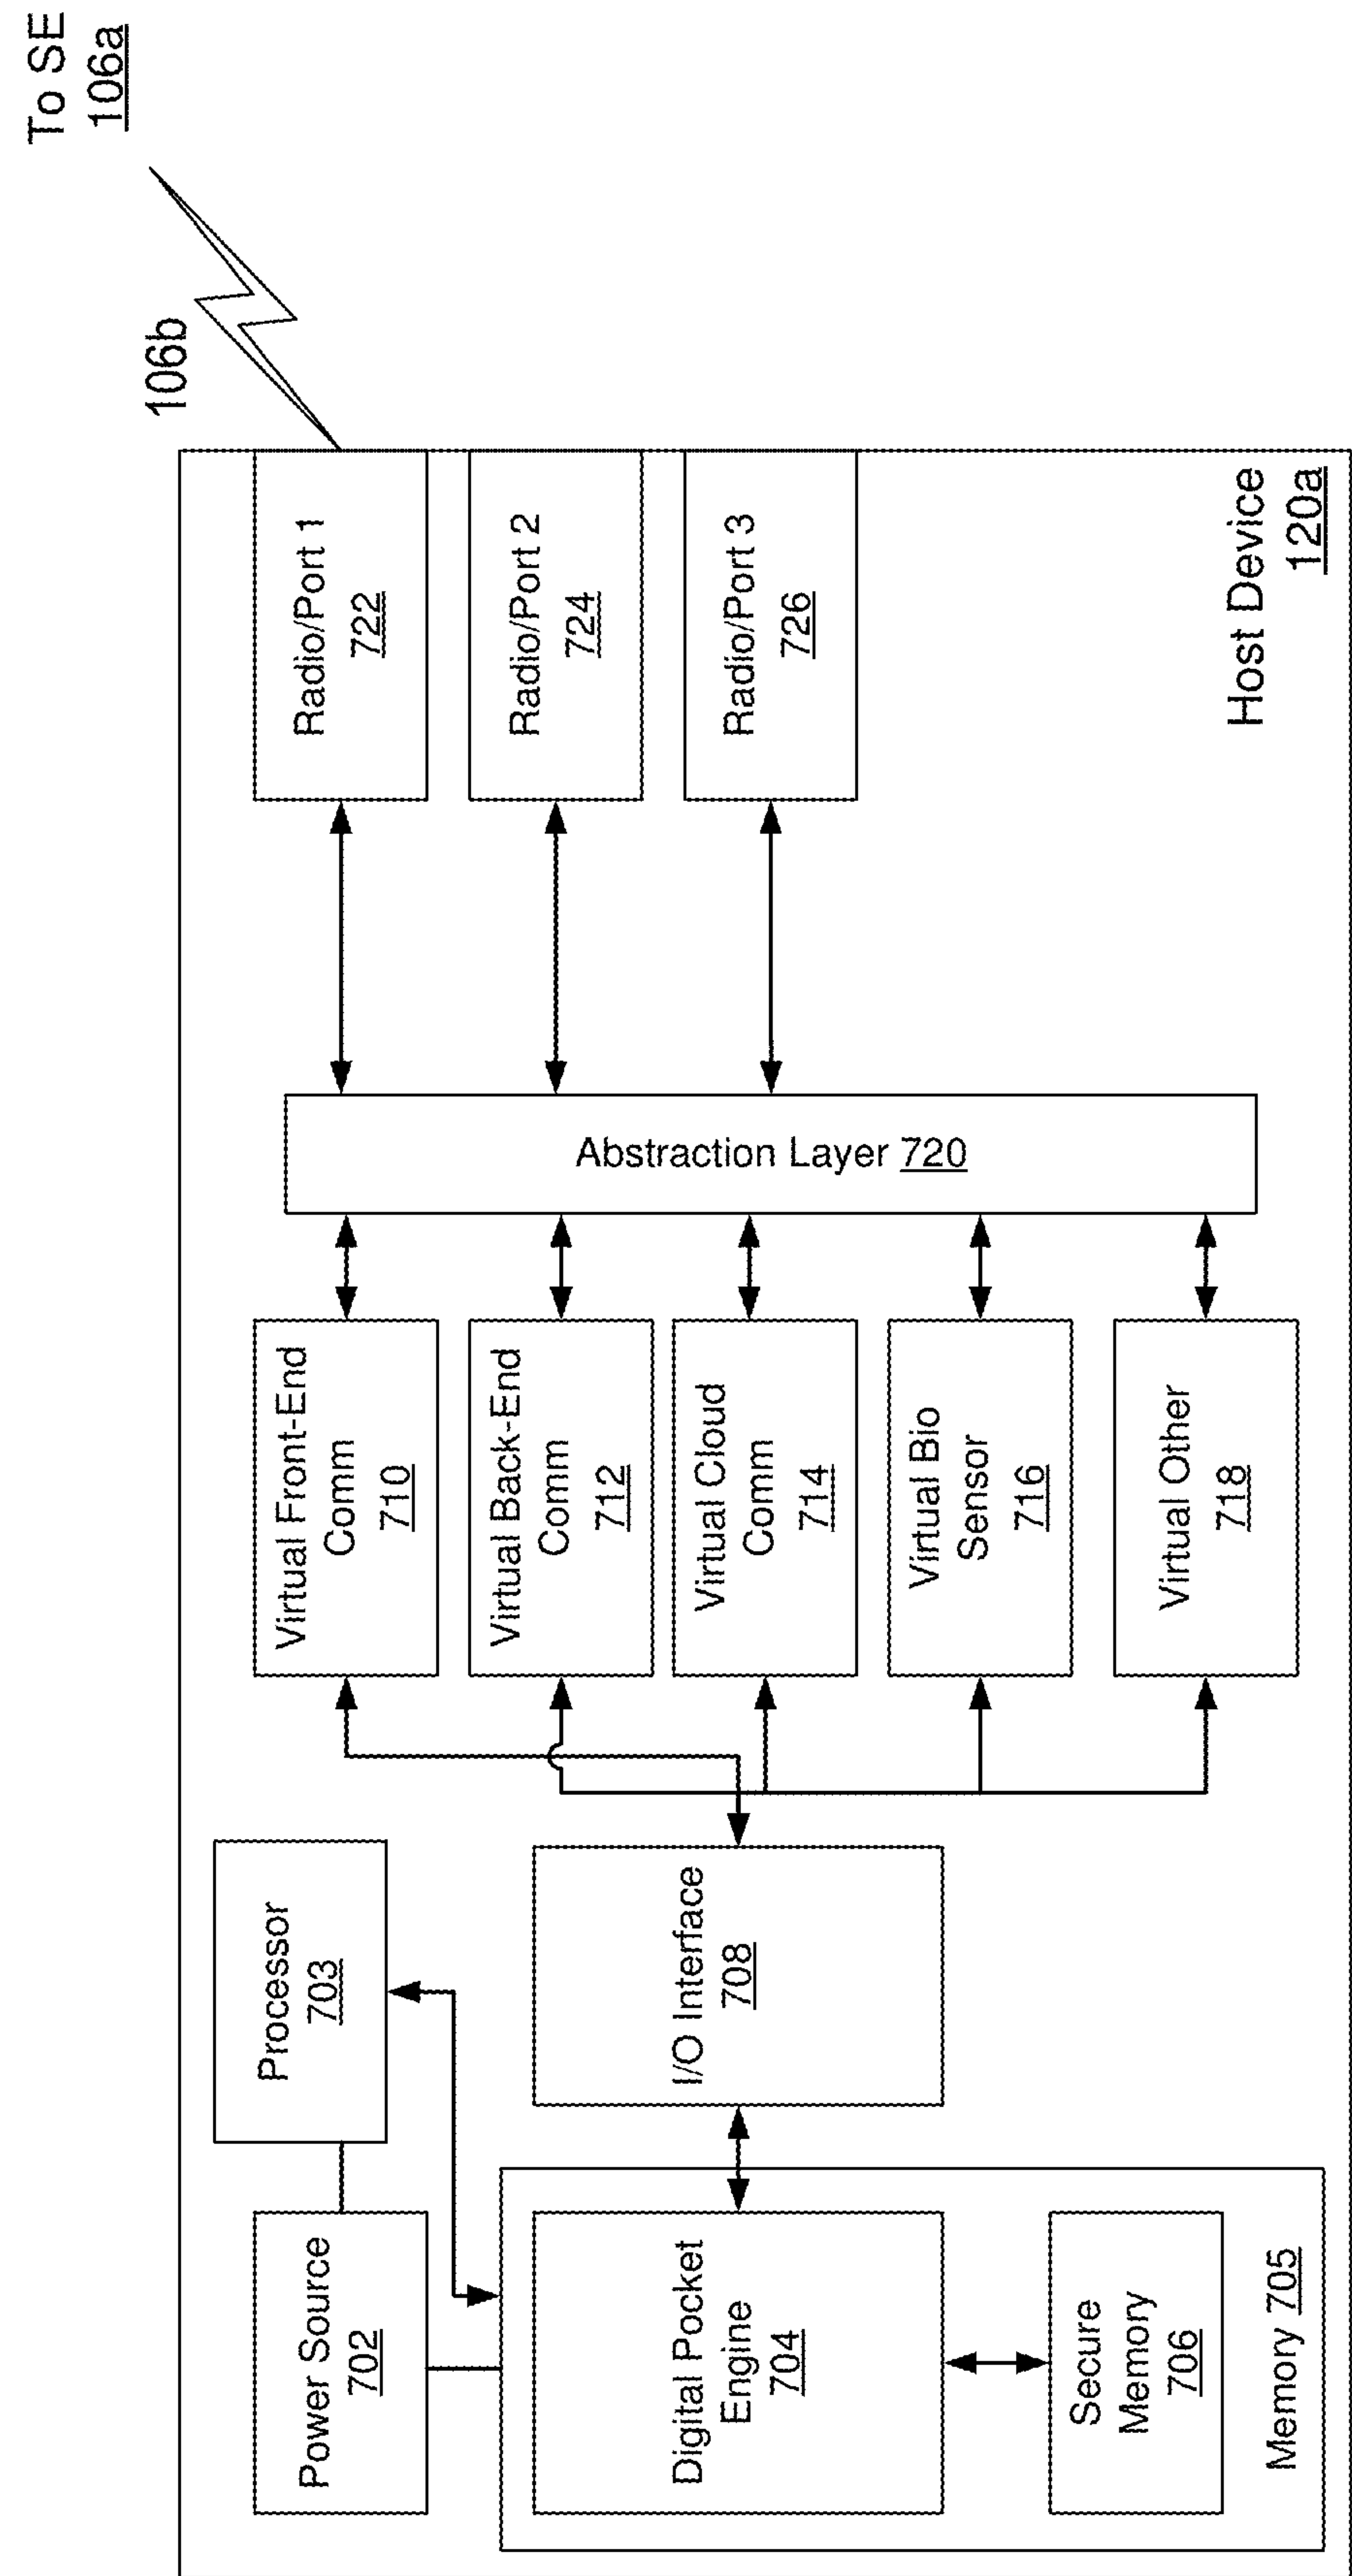 To SE
106a
106b
Power Source
702
Processor
703
Digital Pocket
Engine
704
Secure
Memory
706
Memory 705
I/O Interface
708
Virtual Front-End
Comm
710
Virtual Back-End
Comm
712
Virtual Cloud
Comm
714
Virtual Bio
Sensor
716
Virtual Other
718
Abstraction Layer 720
Radio/Port 1
722
Radio/Port 2
724
Radio/Port 3
726
Host Device
120a